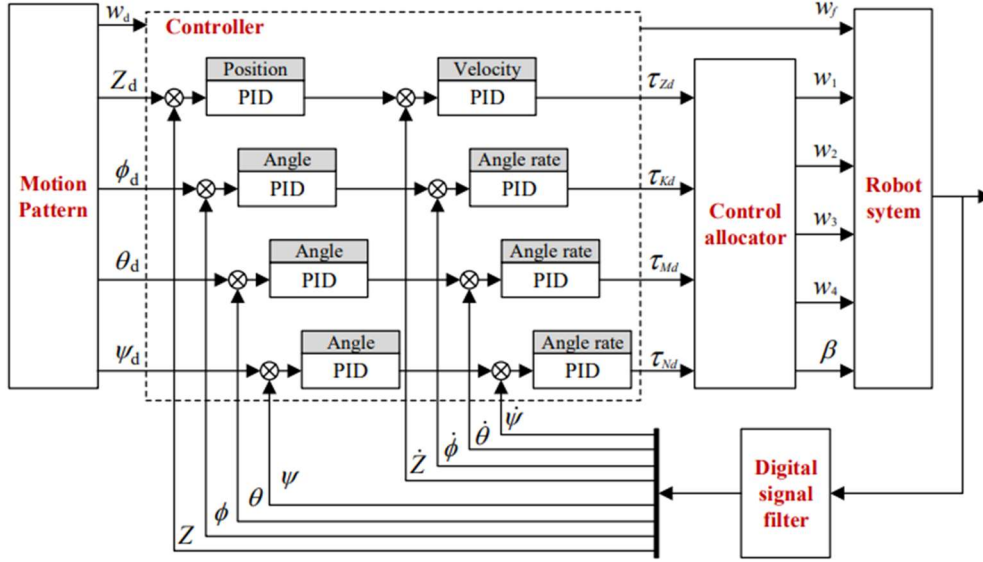 w_d
Controller
w_f
Position
Velocity
Z_d
PID
PID
τ_Zd
w_1
Angle
Angle rate
w_2
ϕ_d
PID
PID
τ_Kd
Motion
Pattern
Control
allocator
Robot
sytem
w_3
Angle
Angle rate
θ_d
PID
PID
τ_Md
w_4
Angle
Angle rate
ψ_d
PID
PID
τ_Nd
β
ψ̇
θ̇
ϕ̇
Ż
ψ
θ
ϕ
Z
Digital
signal
filter